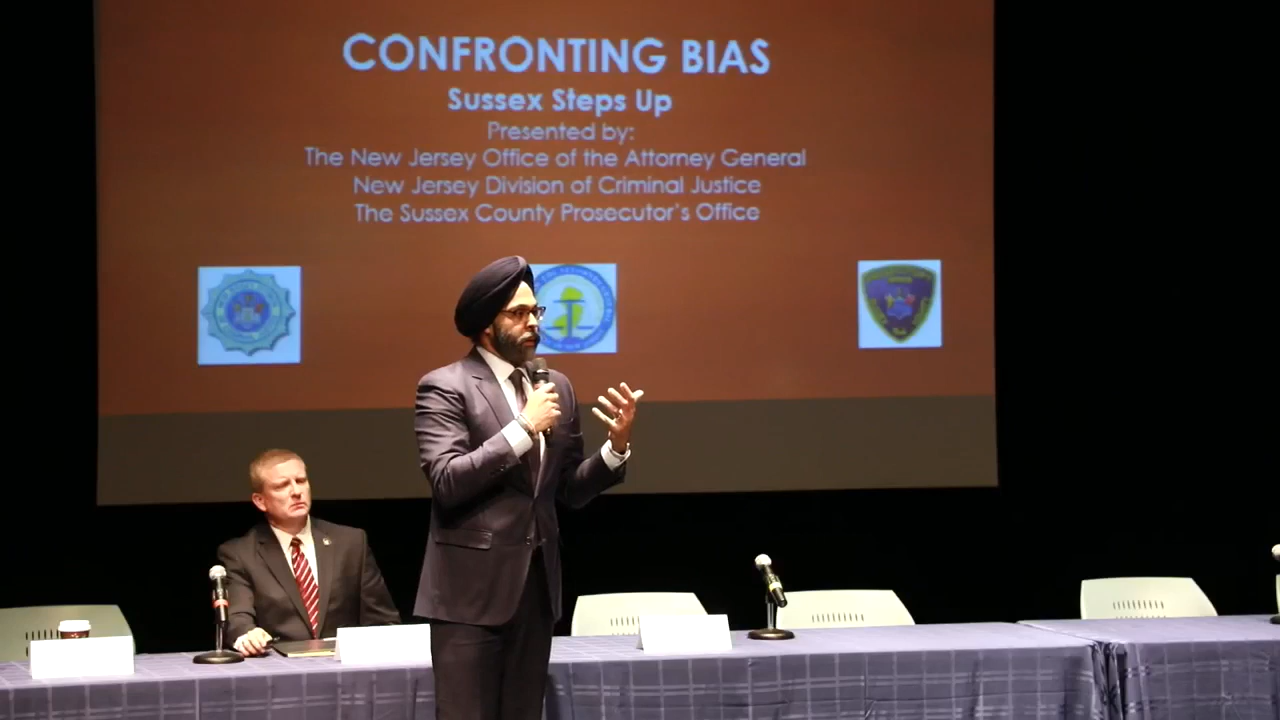 CONFRONTING BIAS
Sussex Steps Up
Presented by:
The New Jersey Office of the Attorney General
New Jersey Division of Criminal Justice
The Sussex County Prosecutor's Office